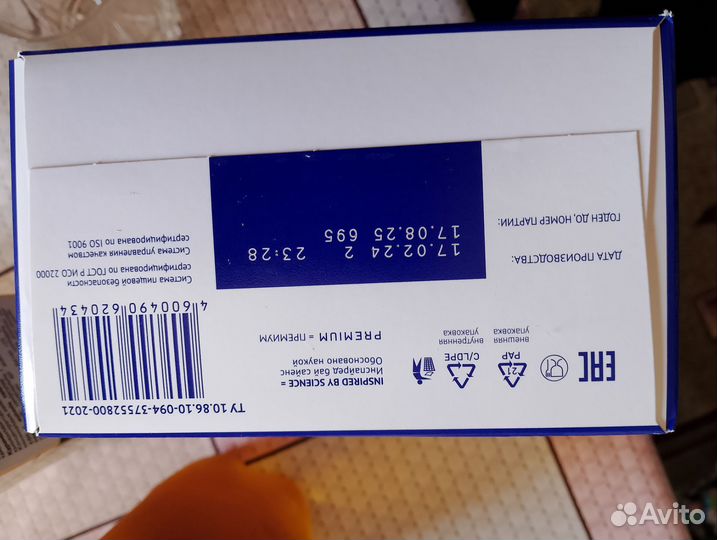 ТУ 10.86.10-094-37552800-2021
INSPIRED BY SCIENCE =
Инспайред бай сайенс
Обосновано наукой
PREMIUM = ПРЕМИУМ
EAC
21
PAP
внешняя
упаковка
C/LDPE
внутренняя
упаковка
4 600490 620434
Система пищевой безопасности
сертифицирована по ГОСТ Р ИСО 22000
Система управления качеством
сертифицирована по ISO 9001
ДАТА ПРОИЗВОДСТВА:
17.02.24 2 23:28
ГОДЕН ДО, НОМЕР ПАРТИИ:
17.08.25 695
Avito